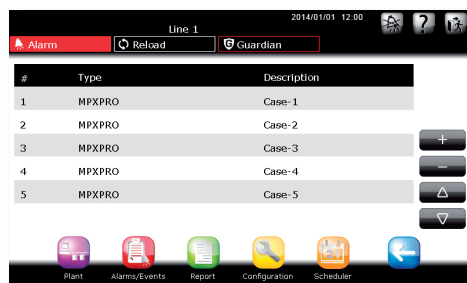 2014/01/01 12:00
Line 1
?
Alarm Reload Guardian
# Type Description
1 MPXPRO Case-1
2 MPXPRO Case-2
3 MPXPRO Case-3
4 MPXPRO Case-4
5 MPXPRO Case-5
+
−
Plant Alarms/Events Report Configuration Scheduler